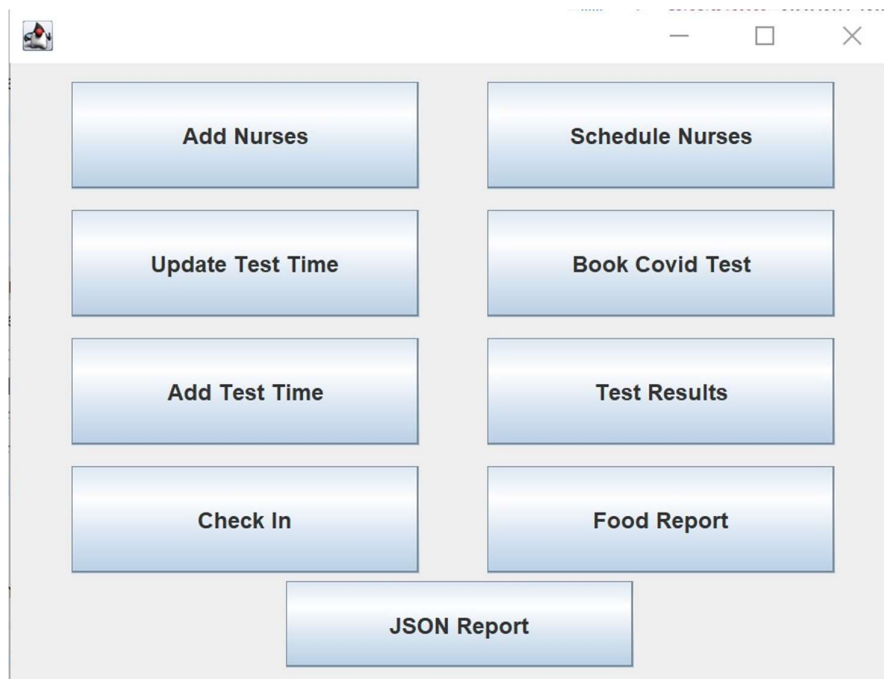 Add Nurses
Schedule Nurses
Update Test Time
Book Covid Test
Add Test Time
Test Results
Check In
Food Report
JSON Report